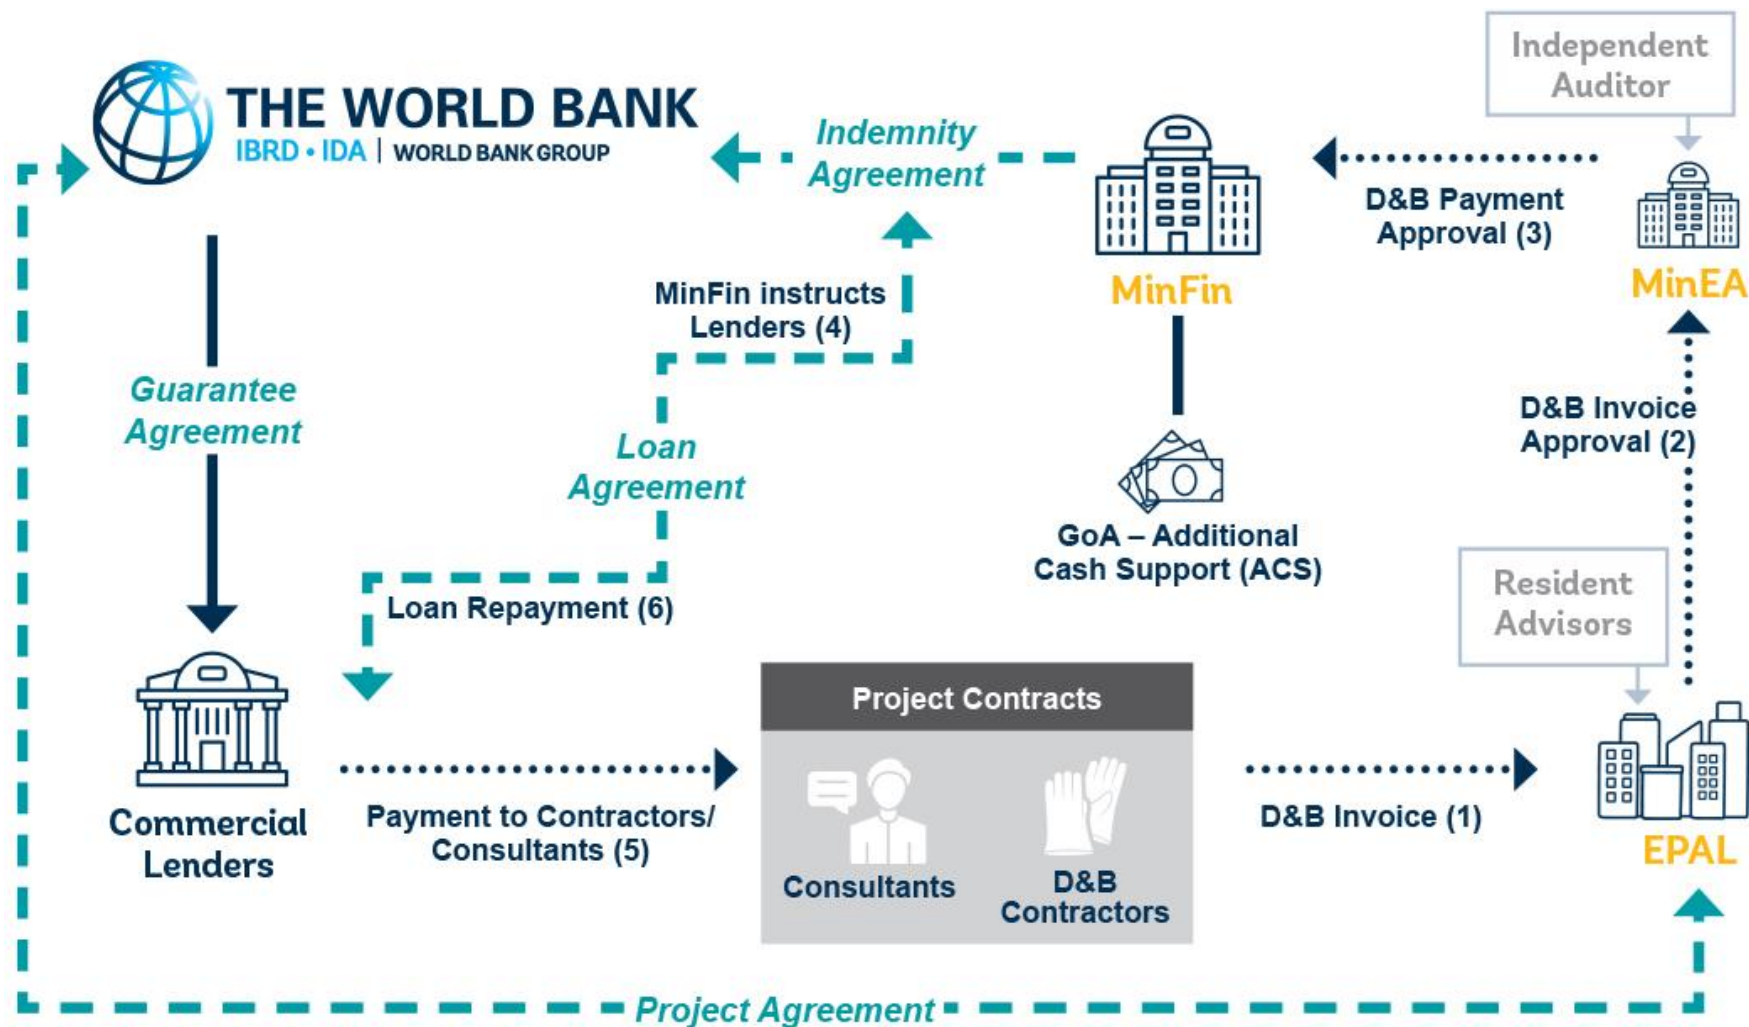 Independent
Auditor
THE WORLD BANK
IBRD • IDA | WORLD BANK GROUP
Indemnity
Agreement
D&B Payment
Approval (3)
MinFin
MinEA
MinFin instructs
Lenders (4)
Guarantee
Agreement
Loan
Agreement
D&B Invoice
Approval (2)
GoA – Additional
Cash Support (ACS)
Resident
Advisors
Loan Repayment (6)
Project Contracts
Commercial
Lenders
Payment to Contractors/
Consultants (5)
Consultants
D&B
Contractors
D&B Invoice (1)
EPAL
Project Agreement